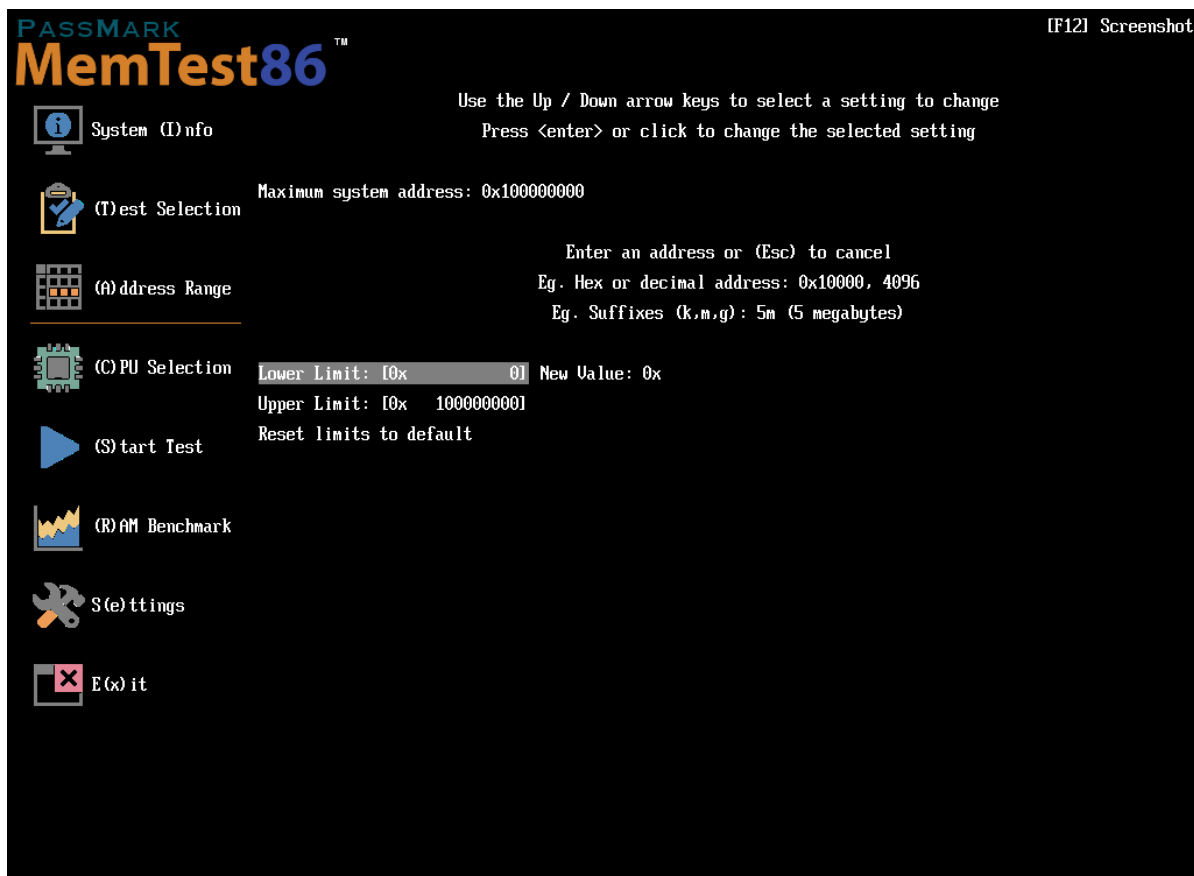 PASSMARK
MemTest86™
[F12] Screenshot
Use the Up / Down arrow keys to select a setting to change
Press <enter> or click to change the selected setting
System (I)nfo
(T)est Selection
(A)ddress Range
(C)PU Selection
(S)tart Test
(R)AM Benchmark
S(e)ttings
E(x)it
Maximum system address: 0x100000000
Enter an address or (Esc) to cancel
Eg. Hex or decimal address: 0x10000, 4096
Eg. Suffixes (k,m,g): 5m (5 megabytes)
Lower Limit: [0x 0] New Value: 0x
Upper Limit: [0x 100000000]
Reset limits to default